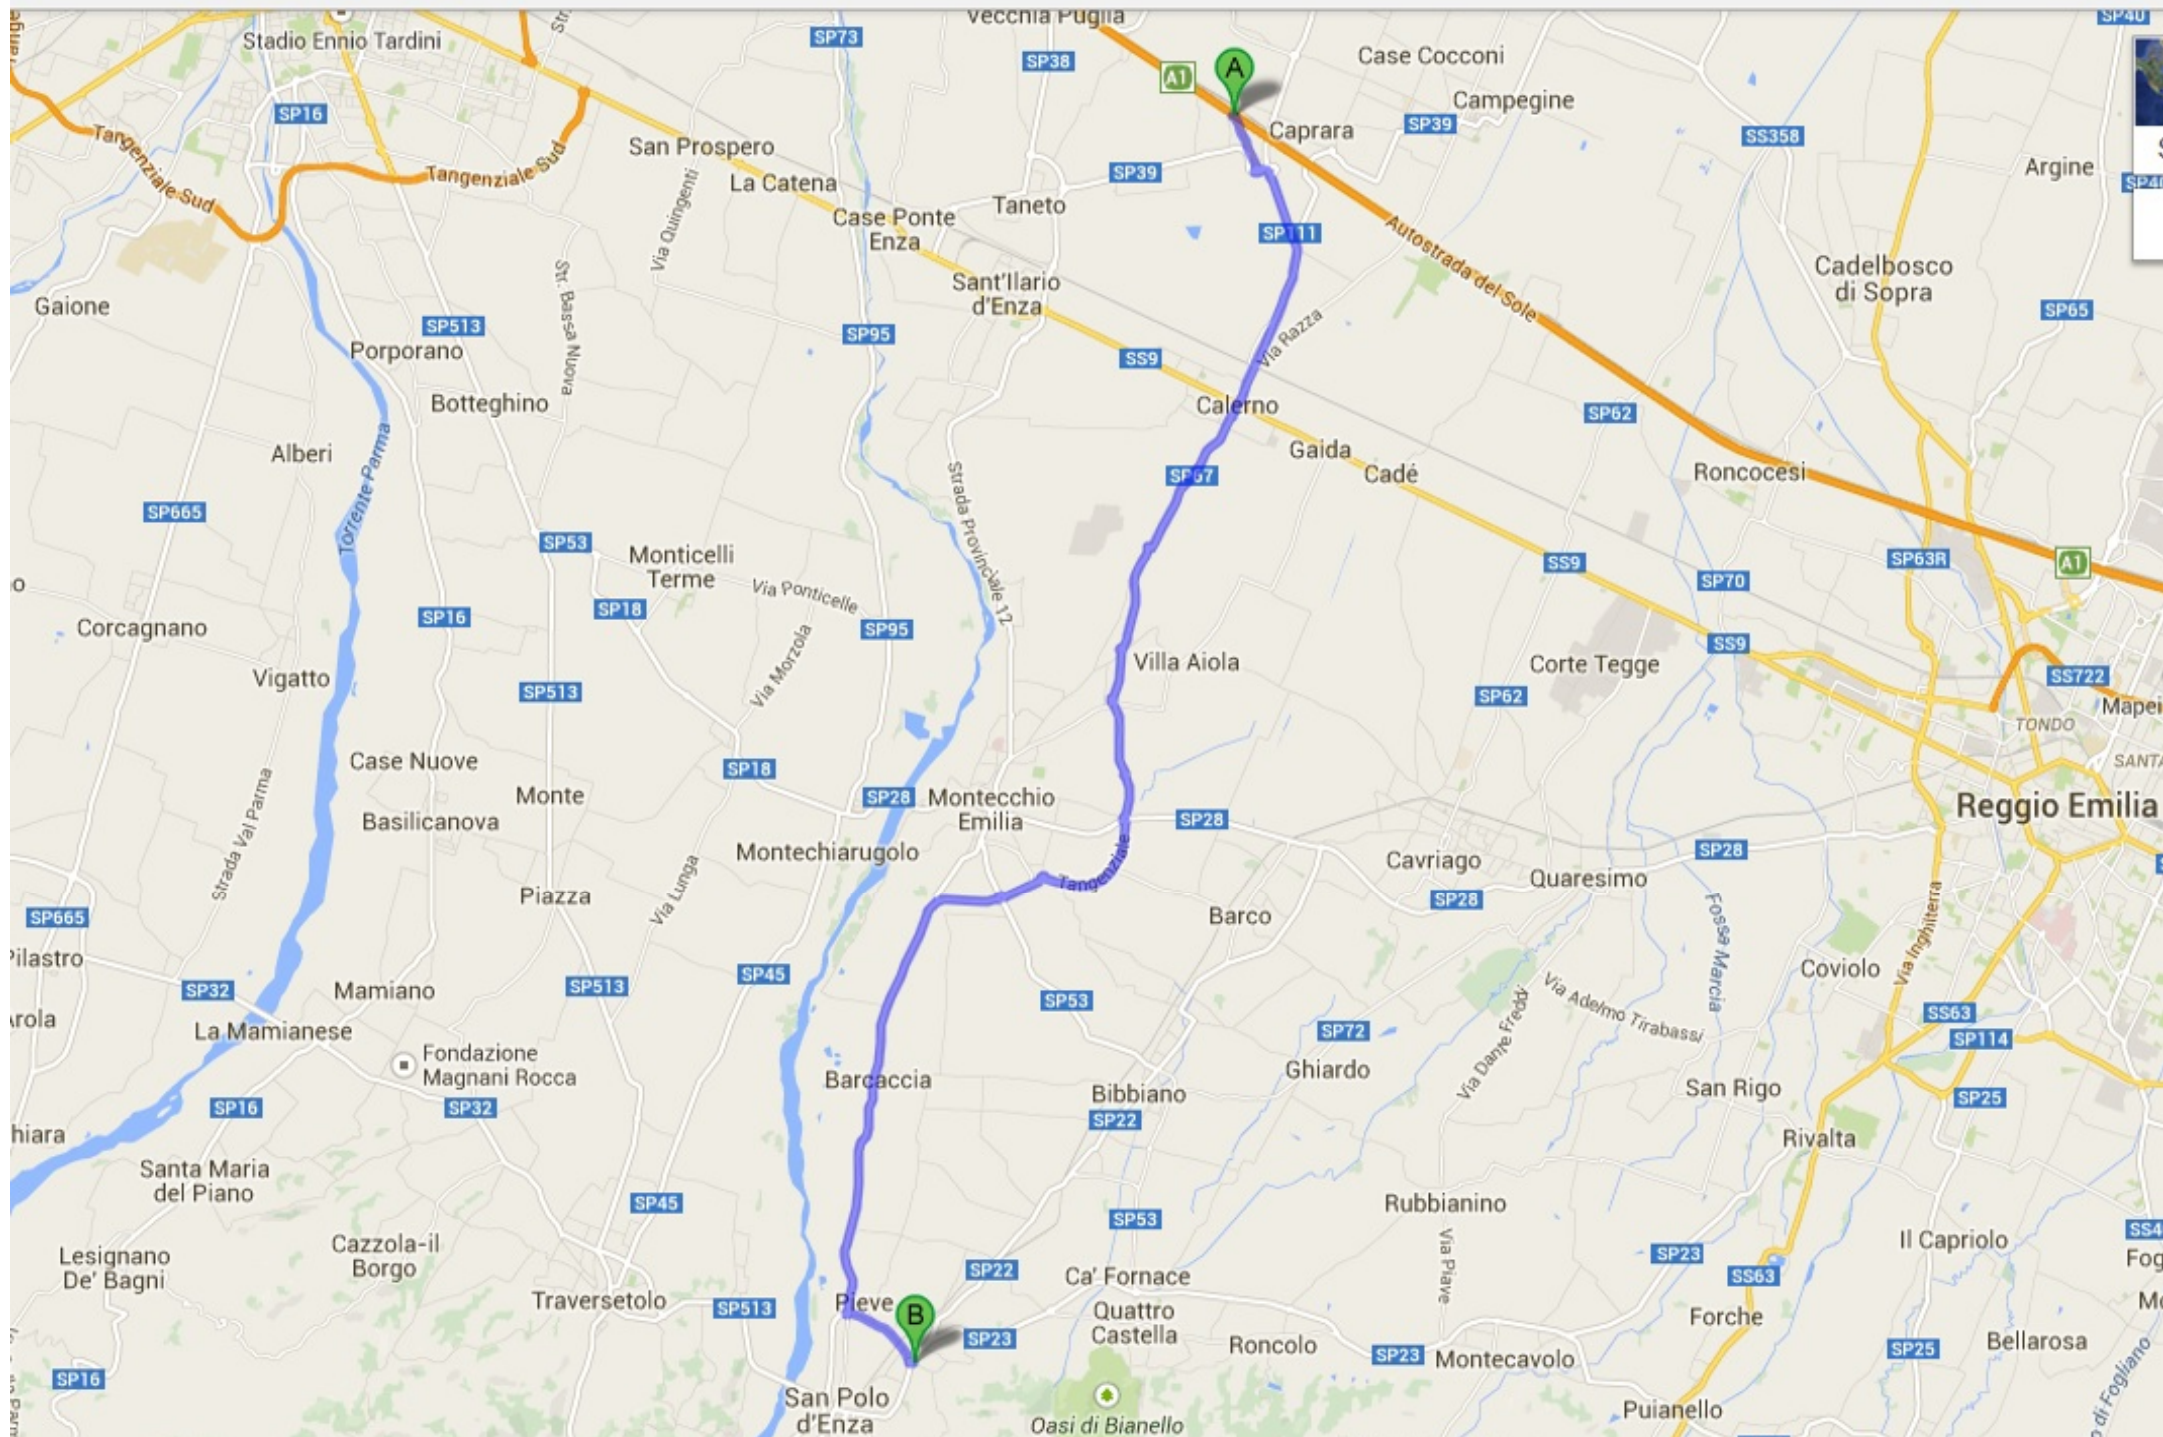 Vecchia Puglia
SP40
Stadio Ennio Tardini
SP73
SP38
A1
A
Case Cocconi
Campegine
SP16
Tangenziale Sud
Tangenziale Sud
San Prospero
La Catena
Via Quingenti
Case Ponte
Enza
Taneto
SP39
Caprara
SP39
SS358
Argine
SP111
Autostrada del Sole
Cadelbosco
di Sopra
SP65
Gaione
SP513
Porporano
Str. Bassa Nuova
Botteghino
SP95
Sant'Ilario
d'Enza
SS9
Via Razza
Calerno
SP62
Gaida
Cadé
Roncocesi
SP67
Alberi
Torrente Parma
SP665
Strada Provinciale 12
SP53
Monticelli
Terme
Via Ponticelle
SP18
SP95
Via Morzola
SS9
SP70
SP63R
A1
Corcagnano
SP16
Vigatto
SP513
Villa Aiola
Corte Tegge
SP62
SS9
SS722
TONDO
Case Nuove
Monte
Basilicanova
SP18
SP28
Montecchio
Emilia
SP28
Reggio Emilia
Strada Val Parma
Montechiarugolo
Tangenziale
Cavriago
SP28
SP28
Quaresimo
Piazza
Via Lunga
Barco
Fossa Marcia
Via Inghilterra
SP665
SP32
Mamiano
SP513
SP45
SP53
SP72
Via Adelmo Tirabassi
Via Dante Freddi
Coviolo
SS63
SP114
La Mamianese
Fondazione
Magnani Rocca
Barcaccia
Bibbiano
Ghiardo
San Rigo
SP25
SP16
SP32
SP22
Rivalta
Santa Maria
del Piano
SP45
SP53
Rubbianino
Via Piave
SP23
Il Capriolo
Lesignano
De' Bagni
Cazzola-il
Borgo
SP22
Ca' Fornace
SS63
Traversetolo
SP513
Pieve
B
SP23
Quattro
Castella
Roncolo
SP23
Montecavolo
Forche
SP25
Bellarosa
SP16
San Polo
d'Enza
Oasi di Bianello
Puianello
di Fogliano